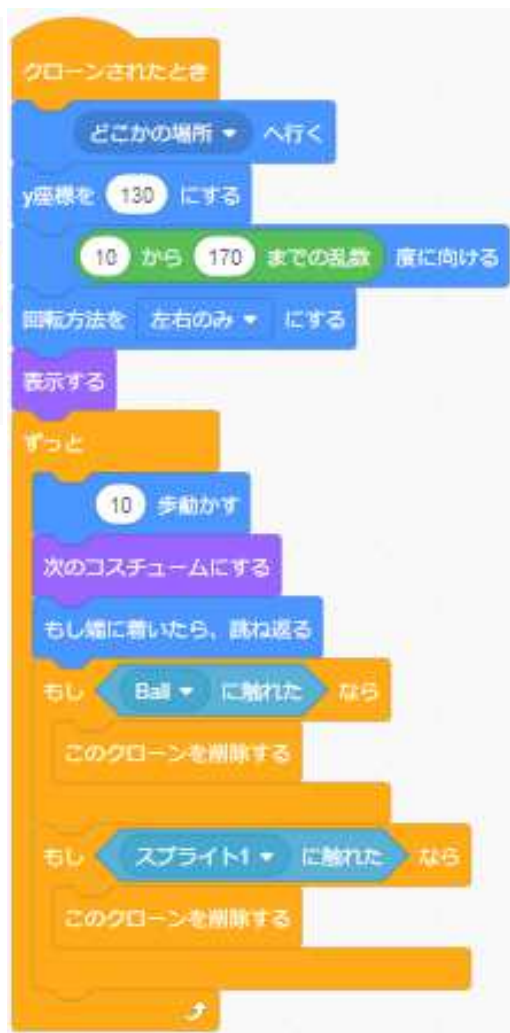 クローンされたとき
どこかの場所 へ行く
y座標を 130 にする
10 から 170 までの乱数 度に向ける
回転方法を 左右のみ にする
表示する
ずっと
10 歩動かす
次のコスチュームにする
もし端に着いたら、跳ね返る
もし Ball に触れた なら
このクローンを削除する
もし スプライト1 に触れた なら
このクローンを削除する